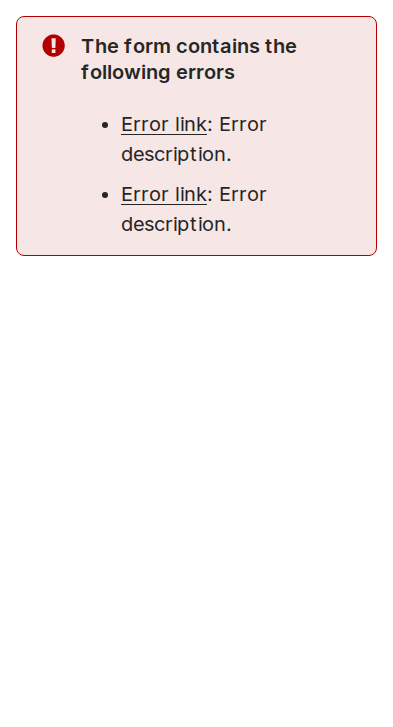 The form contains the
following errors
Error link: Error
description.
Error link: Error
description.